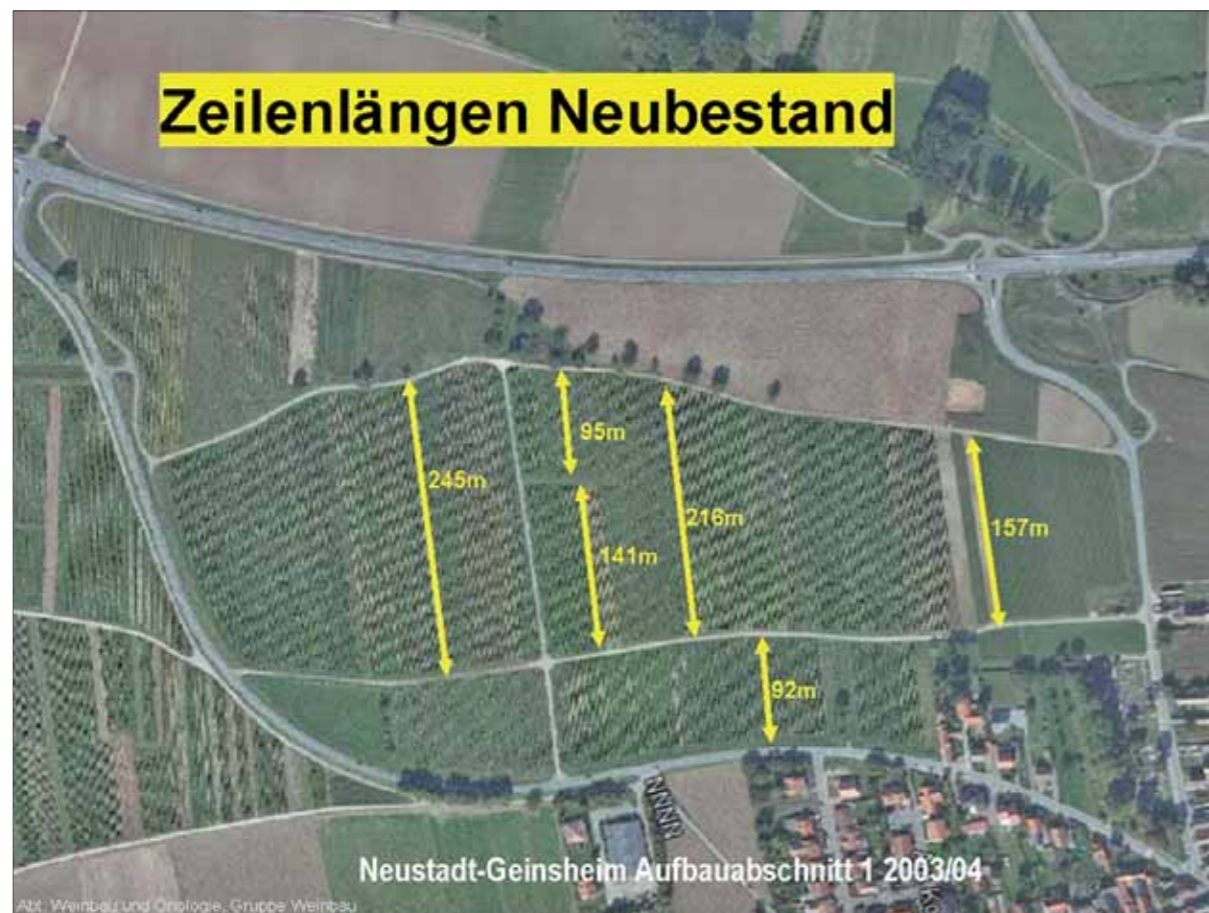 Zeilenlängen Neubestand
95m
245m
216m
141m
157m
92m
NNNR
Neustadt-Geinsheim Aufbauabschnitt 1 2003/04
Abt. Weinbau und Önologie, Gruppe Weinbau